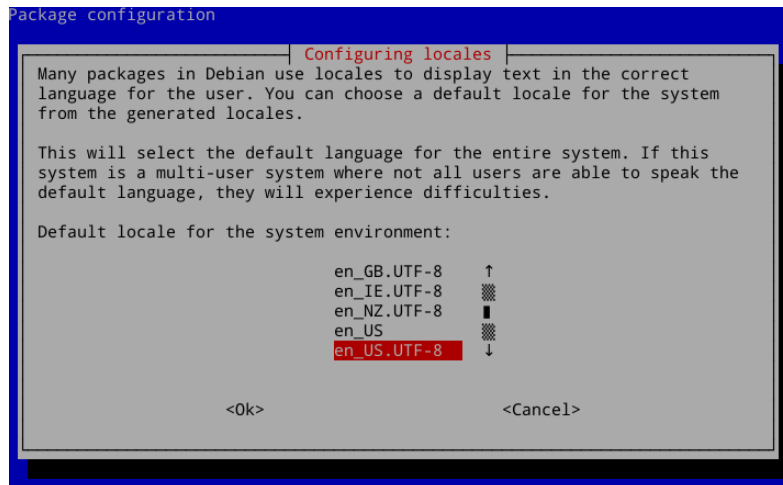 Package configuration
Configuring locales
Many packages in Debian use locales to display text in the correct
language for the user. You can choose a default locale for the system
from the generated locales.
This will select the default language for the entire system. If this
system is a multi-user system where not all users are able to speak the
default language, they will experience difficulties.
Default locale for the system environment:
en_GB.UTF-8 ↑
en_IE.UTF-8
en_NZ.UTF-8
en_US
en_US.UTF-8 ↓
<Ok> <Cancel>